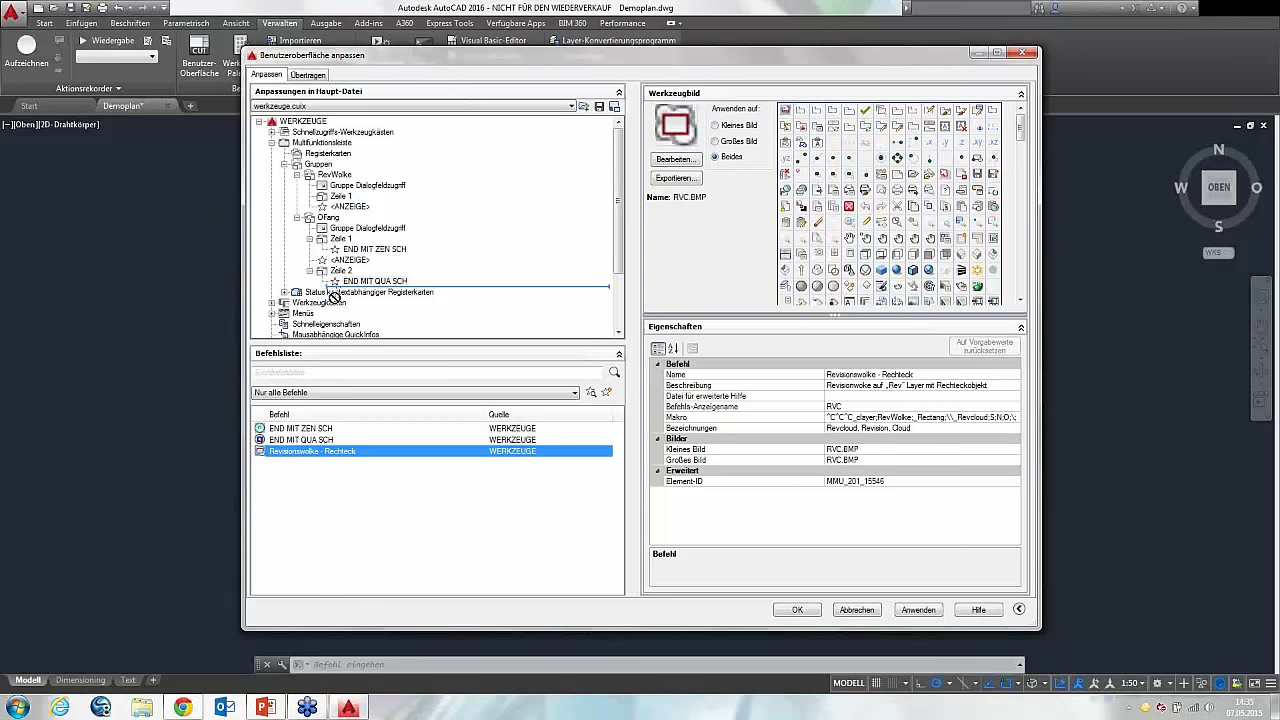 Autodesk AutoCAD 2016 - NICHT FÜR DEN WIEDERVERKAUF Demoplan.dwg
Start Einfügen Beschriften Parametrisch Ansicht Verwalten Ausgabe Add-ins A360 Express Tools Verfügbare Apps BIM 360 Performance
Wiedergabe
Importieren
Visual Basic-Editor
Layer-Konvertierungsprogramm
Aufzeichnen
CUI
Benutzer-
Oberfläche
Aktionsrekorder
Start
Demoplan*
[−][Oben][2D-Drahtkörper]
Benutzeroberfläche anpassen
Anpassen
Übertragen
Anpassungen in Haupt-Datei
werkzeuge.cuix
WERKZEUGE
Schnellzugriffs-Werkzeugkästen
Multifunktionsleiste
Registerkarten
Gruppen
RevWolke
Gruppe Dialogfeldzugriff
Zeile 1
<ANZEIGE>
OFang
Gruppe Dialogfeldzugriff
Zeile 1
END MIT ZEN SCH
<ANZEIGE>
Zeile 2
END MIT QUA SCH
Menüs
Schnelleigenschaften
Mausabhängige QuickInfos
Befehlsliste:
Suchbefehlsliste
Nur alle Befehle
Befehl Quelle
END MIT ZEN SCH WERKZEUGE
END MIT QUA SCH WERKZEUGE
Revisionswolke - Rechteck WERKZEUGE
Werkzeugbild
Anwenden auf:
Kleines Bild
Großes Bild
Beides
Bearbeiten...
Exportieren...
Name: RVC.BMP
Eigenschaften
Auf Vorgabewerte
zurücksetzen
Befehl
Name Revisionswolke - Rechteck
Beschreibung Revisionwoke auf „Rev" Layer mit Rechteckobjekt
Datei für erweiterte Hilfe
Befehls-Anzeigename RVC
Makro ^C^C^C_clayer;RevWolke;_Rectang;\\_Revcloud;S;N;O;\;
Bezeichnungen Revcloud, Revision, Cloud
Bilder
Kleines Bild RVC.BMP
Großes Bild RVC.BMP
Erweitert
Element-ID MMU_201_15546
Befehl
OK
Abbrechen
Anwenden
Hilfe
N
W OBEN O
S
WKS
Befehl eingeben
Modell Dimensioning Text
MODELL
1:50
14:35
07.05.2015